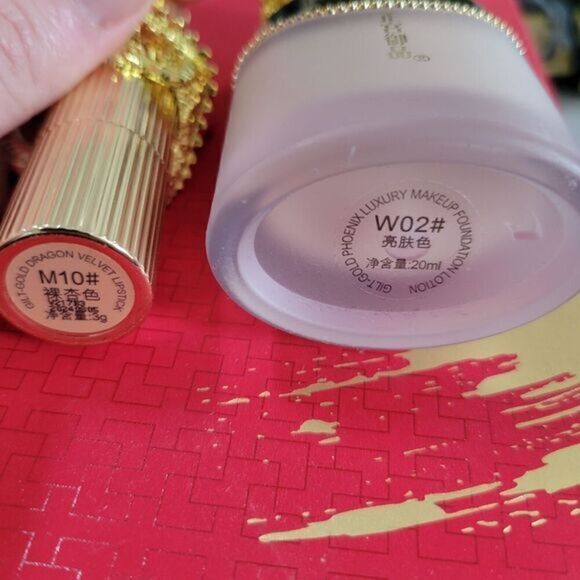 GILT-GOLD DRAGON VELVET LIPSTICK
M10#
裸杏色
净含量:3g
GILT-GOLD PHOENIX LUXURY MAKEUP FOUNDATION LOTION
W02#
亮肤色
净含量:20ml
®